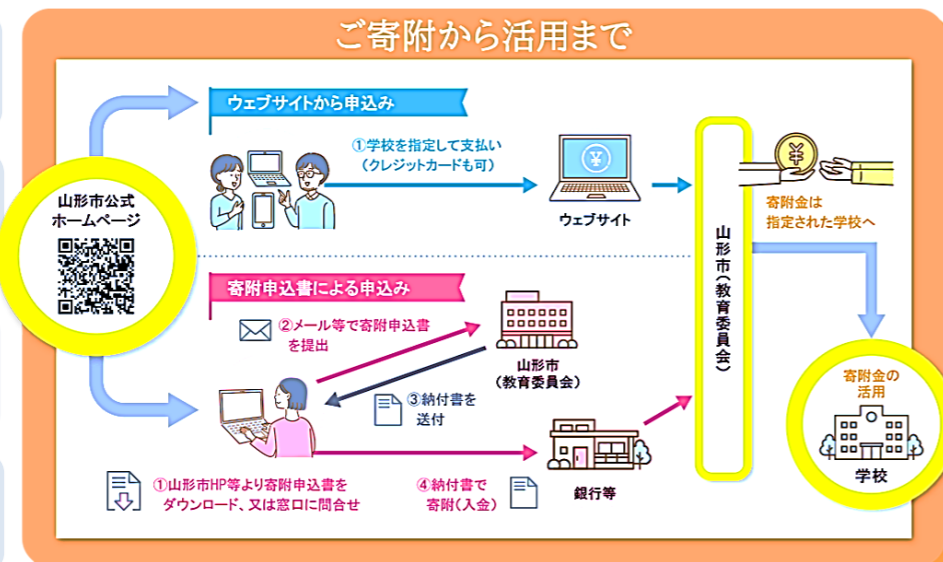 ご寄附から活用まで
山形市公式
ホームページ
ウェブサイトから申込み
①学校を指定して支払い
（クレジットカードも可）
ウェブサイト
寄附申込書による申込み
②メール等で寄附申込書
を提出
山形市
（教育委員会）
③納付書を
送付
①山形市HP等より寄附申込書を
ダウンロード、又は窓口に問合せ
④納付書で
寄附（入金）
銀行等
山形市（教育委員会）
寄附金は
指定された学校へ
寄附金の
活用
学校